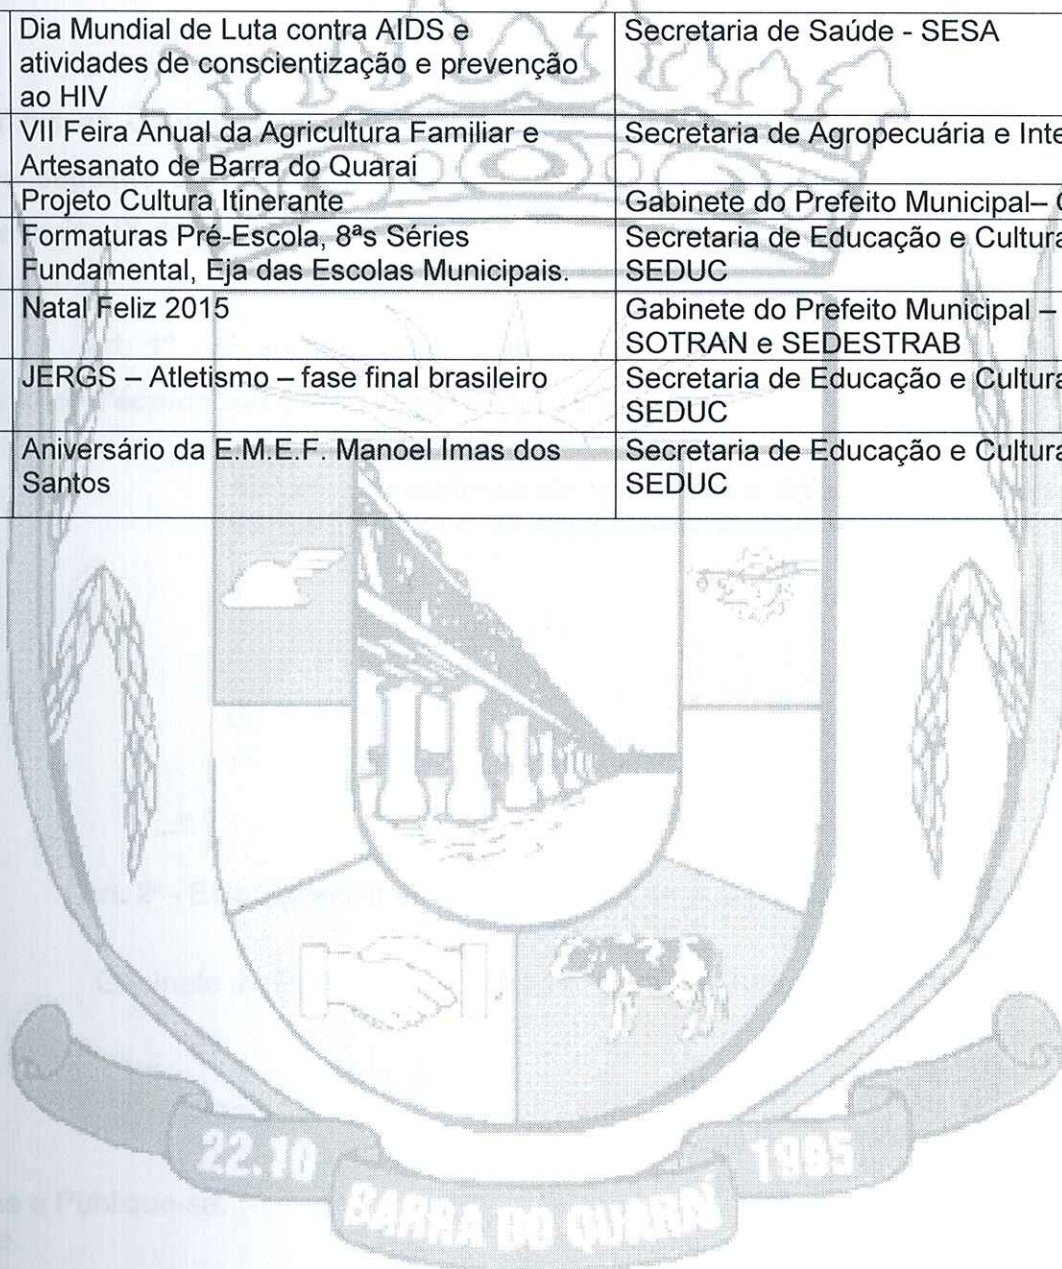 Dia Mundial de Luta contra AIDS e
atividades de conscientização e prevenção
ao HIV
Secretaria de Saúde - SESA
VII Feira Anual da Agricultura Familiar e
Artesanato de Barra do Quarai
Secretaria de Agropecuária e Inte
Projeto Cultura Itinerante
Gabinete do Prefeito Municipal–
Formaturas Pré-Escola, 8ªs Séries
Fundamental, Eja das Escolas Municipais.
Secretaria de Educação e Cultura
SEDUC
Natal Feliz 2015
Gabinete do Prefeito Municipal –
SOTRAN e SEDESTRAB
JERGS – Atletismo – fase final brasileiro
Secretaria de Educação e Cultura
SEDUC
Aniversário da E.M.E.F. Manoel Imas dos
Santos
Secretaria de Educação e Cultura
SEDUC
22.10
BARRA DO QUARAÍ
1995